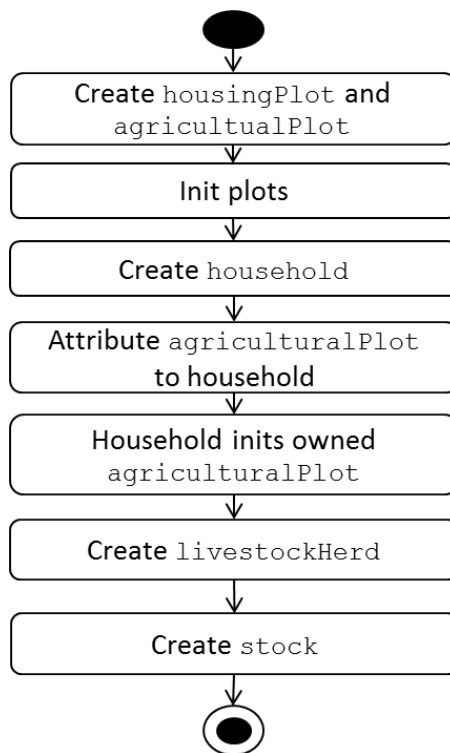 Create housingPlot and
agricultualPlot
Init plots
Create household
Attribute agriculturalPlot
to household
Household inits owned
agriculturalPlot
Create livestockHerd
Create stock